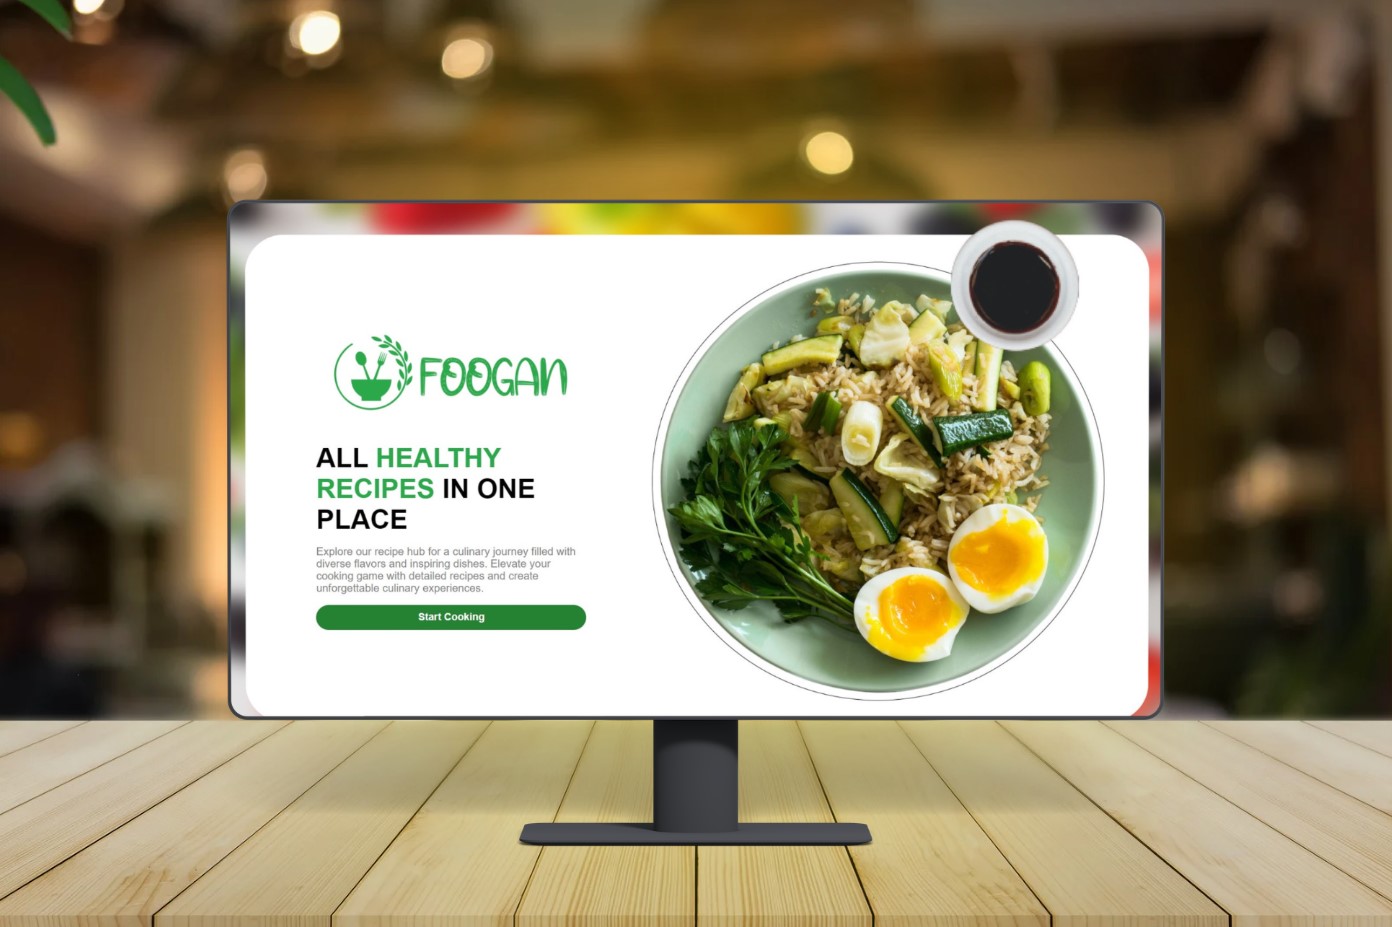 FOOGAN
ALL HEALTHY
RECIPES IN ONE
PLACE
Explore our recipe hub for a culinary journey filled with
diverse flavors and inspiring dishes. Elevate your
cooking game with detailed recipes and create
unforgettable culinary experiences.
Start Cooking